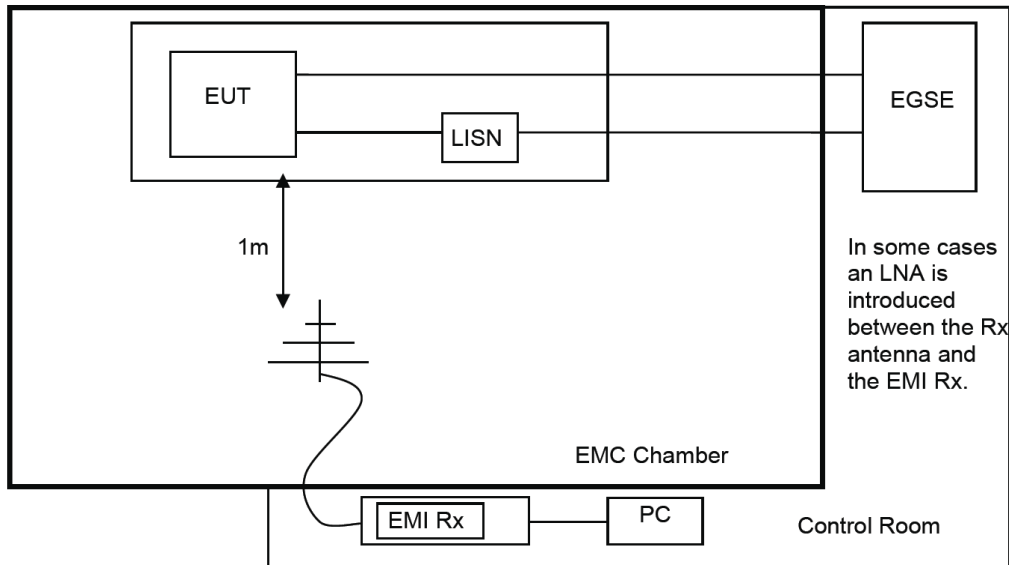 EUT
EGSE
LISN
1m
In some cases
an LNA is
introduced
between the Rx
antenna and
the EMI Rx.
EMC Chamber
EMI Rx
PC
Control Room